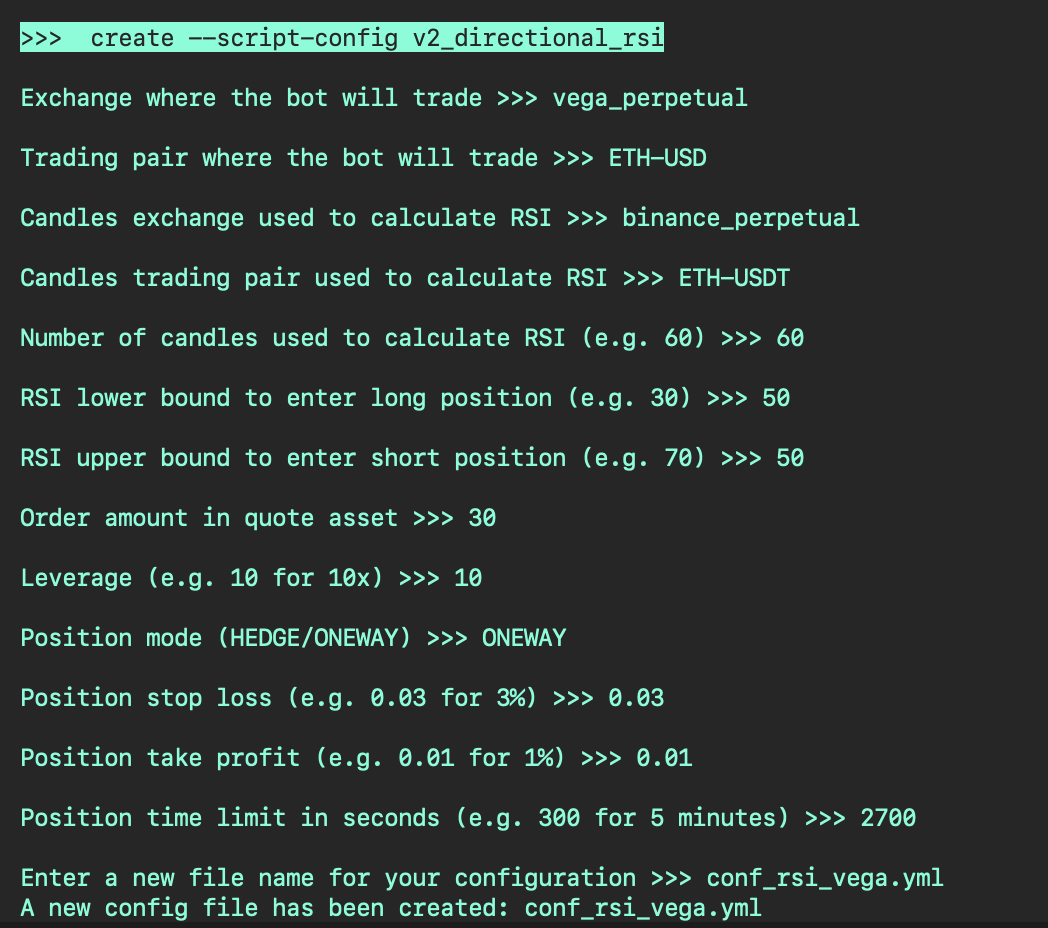 >>>  create --script-config v2_directional_rsi
Exchange where the bot will trade >>> vega_perpetual
Trading pair where the bot will trade >>> ETH-USD
Candles exchange used to calculate RSI >>> binance_perpetual
Candles trading pair used to calculate RSI >>> ETH-USDT
Number of candles used to calculate RSI (e.g. 60) >>> 60
RSI lower bound to enter long position (e.g. 30) >>> 50
RSI upper bound to enter short position (e.g. 70) >>> 50
Order amount in quote asset >>> 30
Leverage (e.g. 10 for 10x) >>> 10
Position mode (HEDGE/ONEWAY) >>> ONEWAY
Position stop loss (e.g. 0.03 for 3%) >>> 0.03
Position take profit (e.g. 0.01 for 1%) >>> 0.01
Position time limit in seconds (e.g. 300 for 5 minutes) >>> 2700
Enter a new file name for your configuration >>> conf_rsi_vega.yml
A new config file has been created: conf_rsi_vega.yml